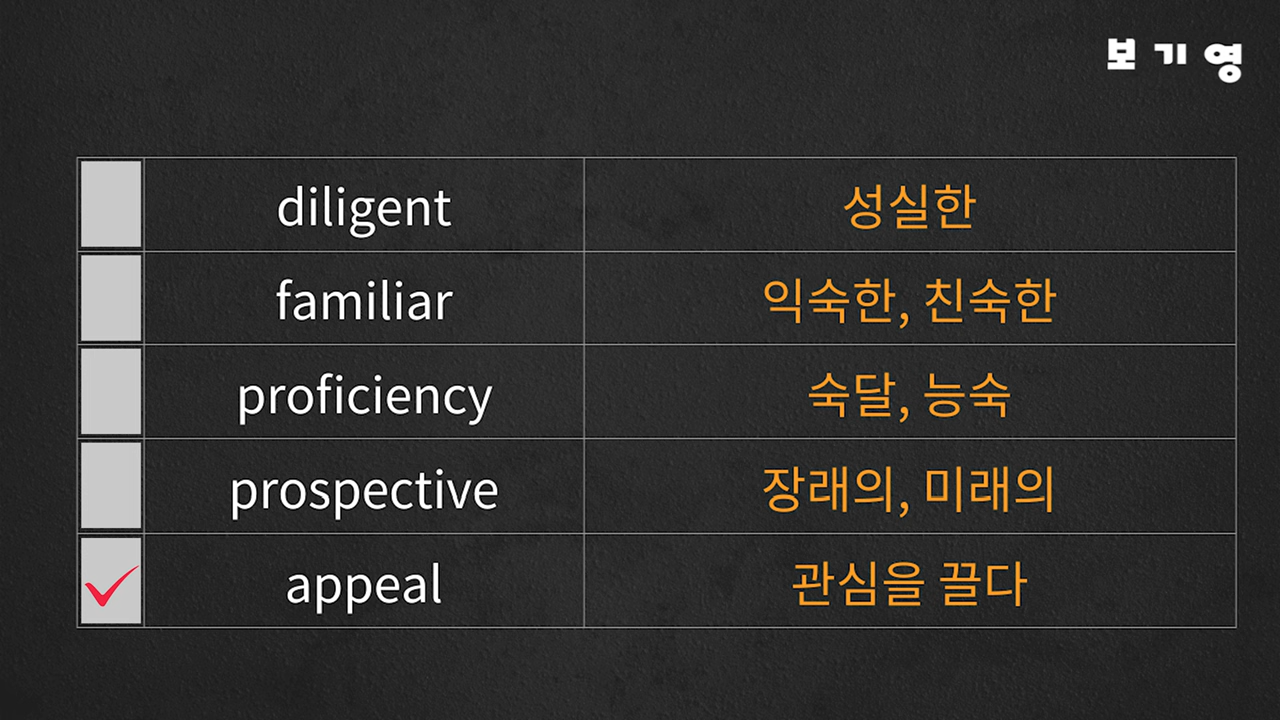 보기영
diligent 성실한
familiar 익숙한, 친숙한
proficiency 숙달, 능숙
prospective 장래의, 미래의
appeal 관심을 끌다